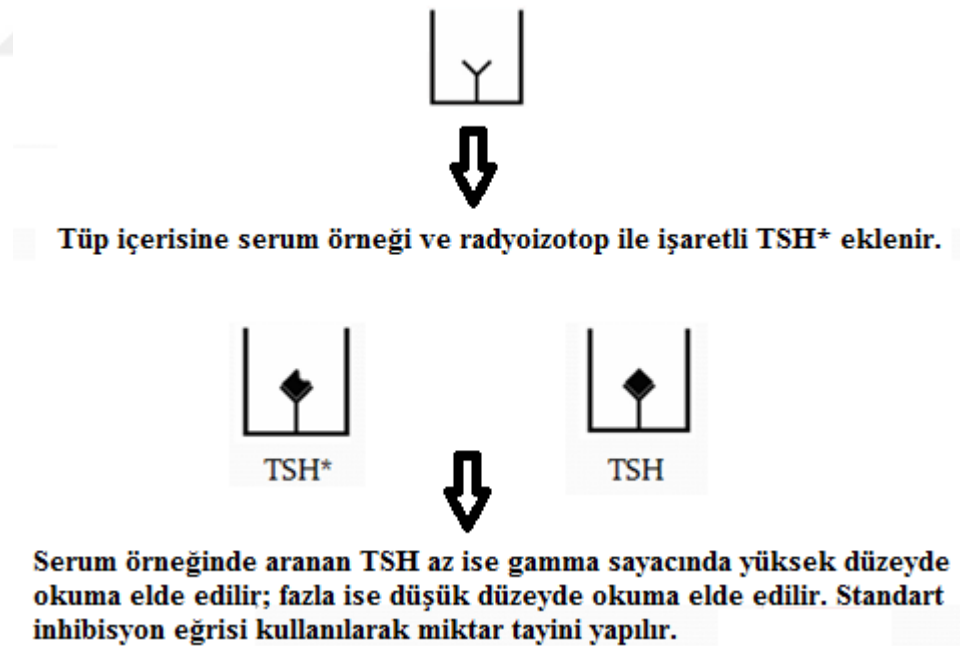 Tüp içerisine serum örneği ve radyoizotop ile işaretli TSH* eklenir.
TSH*
TSH
Serum örneğinde aranan TSH az ise gamma sayacında yüksek düzeyde
okuma elde edilir; fazla ise düşük düzeyde okuma elde edilir. Standart
inhibisyon eğrisi kullanılarak miktar tayini yapılır.